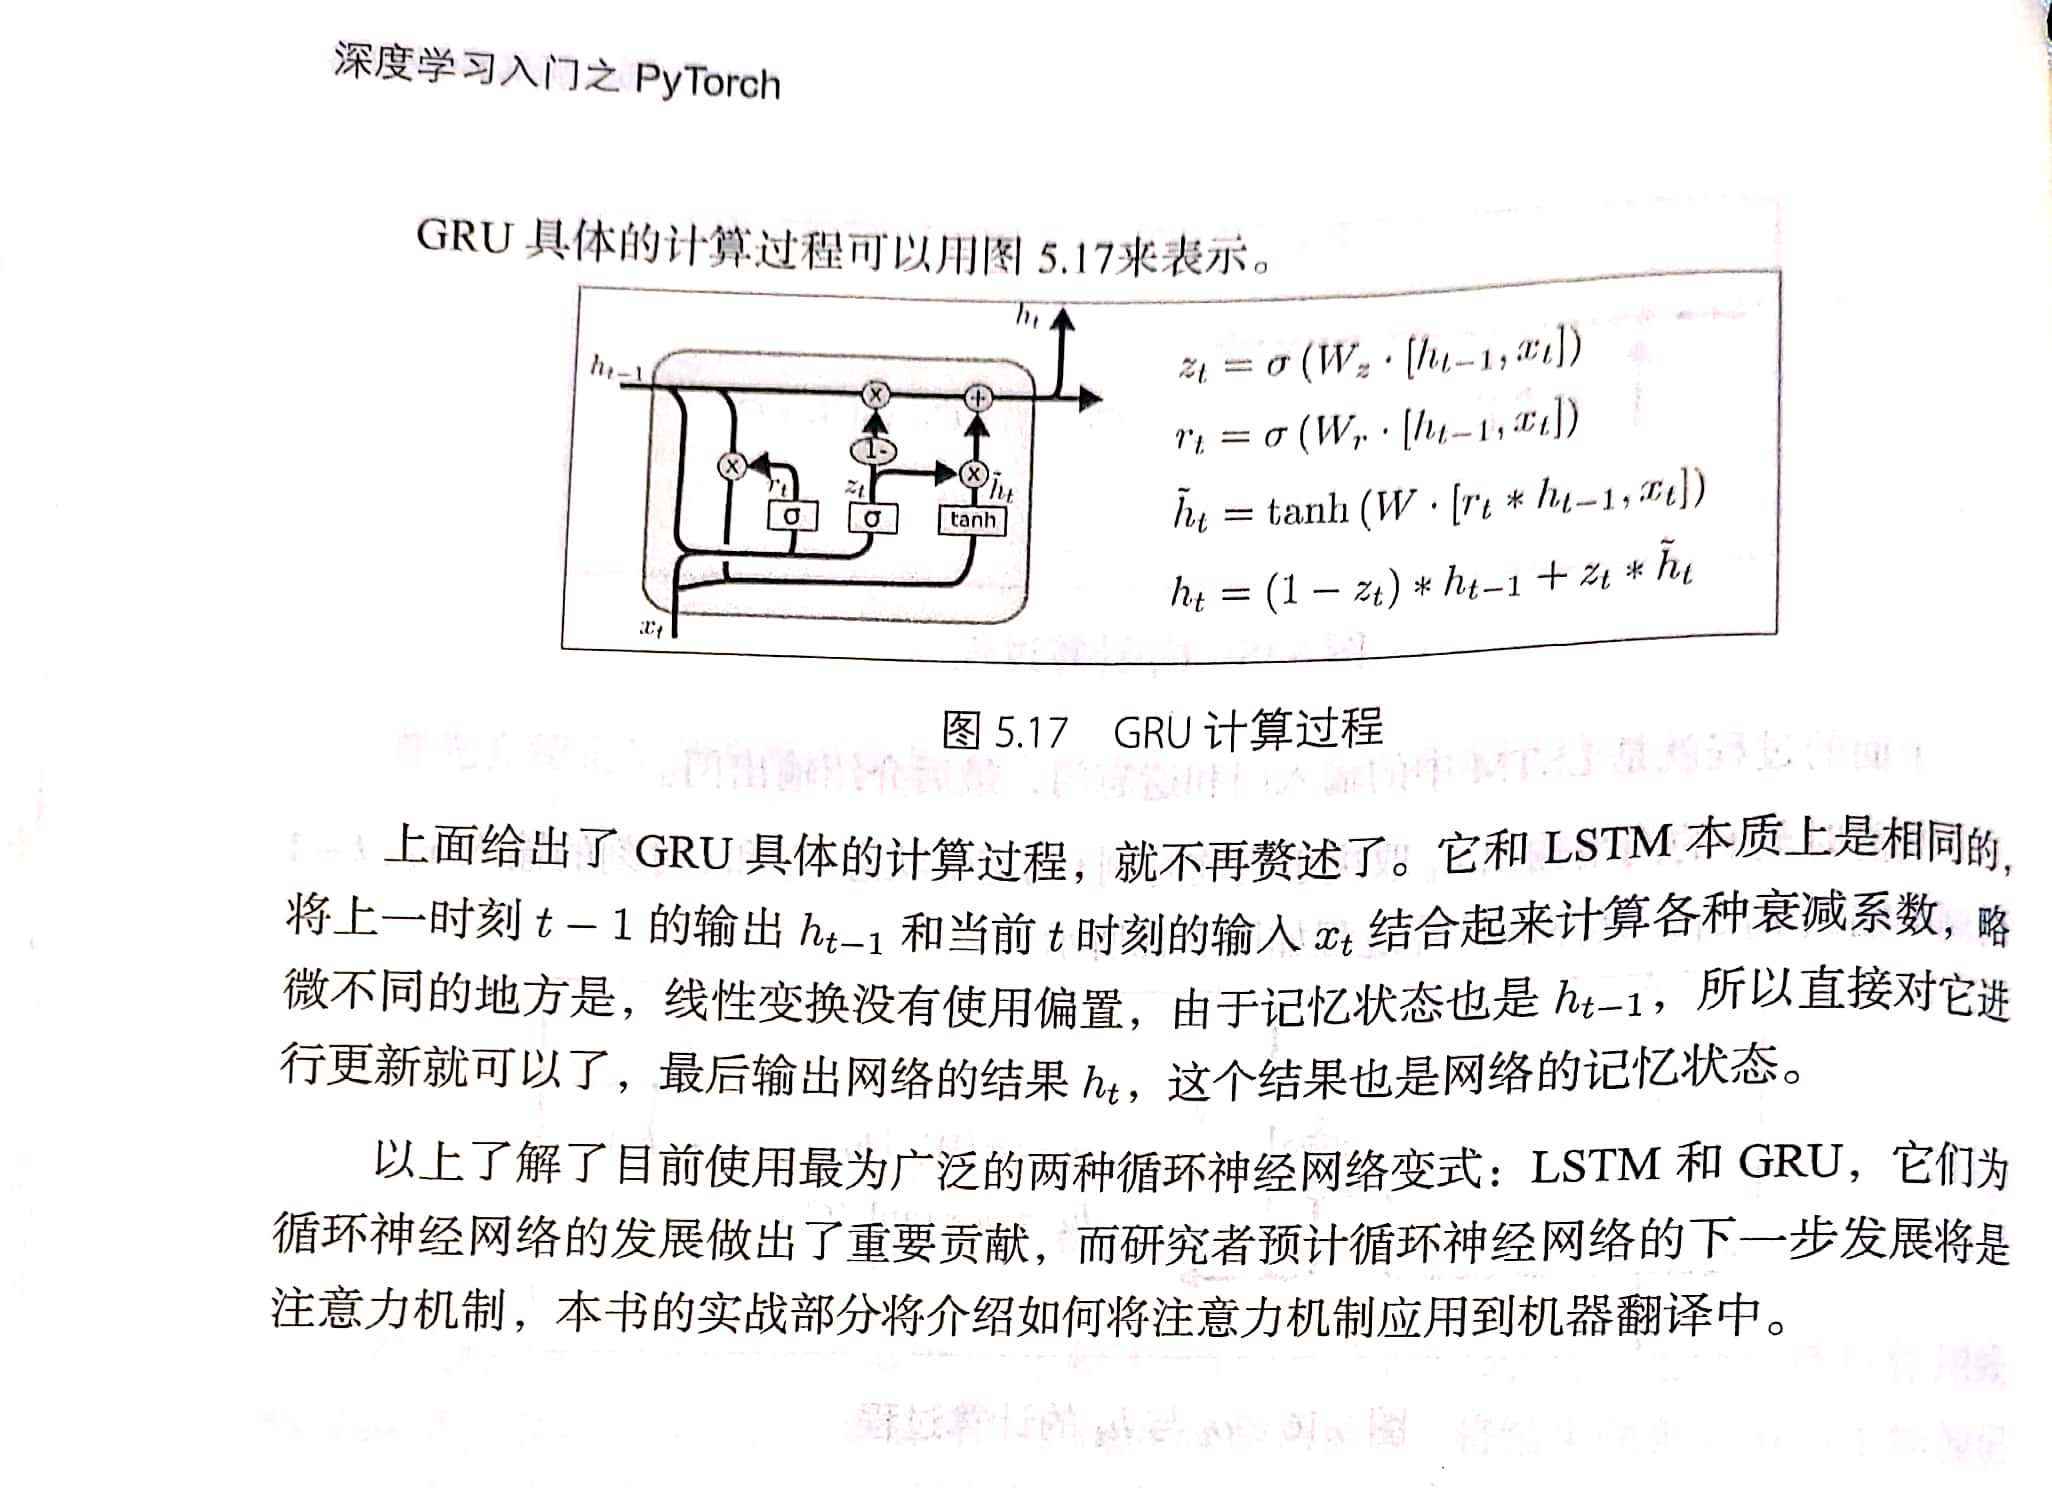 深度学习入门之 PyTorch
GRU 具体的计算过程可以用图 5.17来表示。
h_t
h_{t-1}
x
+
1-
x
x
r_t
z_t
h̃_t
σ
σ
tanh
x_t
z_t = σ (W_z · [h_{t-1}, x_t])
r_t = σ (W_r · [h_{t-1}, x_t])
h̃_t = tanh (W · [r_t * h_{t-1}, x_t])
h_t = (1 − z_t) * h_{t-1} + z_t * h̃_t
图 5.17 GRU 计算过程
上面给出了 GRU 具体的计算过程，就不再赘述了。它和 LSTM 本质上是相同的，
将上一时刻 t − 1 的输出 h_{t-1} 和当前 t 时刻的输入 x_t 结合起来计算各种衰减系数，略
微不同的地方是，线性变换没有使用偏置，由于记忆状态也是 h_{t-1}，所以直接对它进
行更新就可以了，最后输出网络的结果 h_t，这个结果也是网络的记忆状态。
以上了解了目前使用最为广泛的两种循环神经网络变式：LSTM 和 GRU，它们为
循环神经网络的发展做出了重要贡献，而研究者预计循环神经网络的下一步发展将是
注意力机制，本书的实战部分将介绍如何将注意力机制应用到机器翻译中。